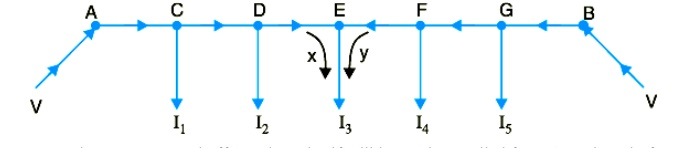 A C D E F G B
x y
V V
I₁ I₂ I₃ I₄ I₅